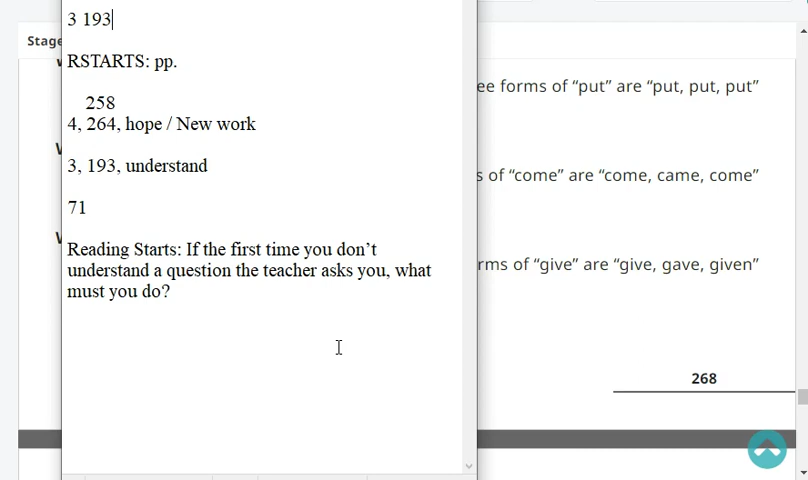 3 193
Stage
RSTARTS: pp.
ee forms of “put” are “put, put, put”
258
4, 264, hope / New work
3, 193, understand
s of “come” are “come, came, come”
71
Reading Starts: If the first time you don’t
understand a question the teacher asks you, what
must you do?
rms of “give” are “give, gave, given”
268